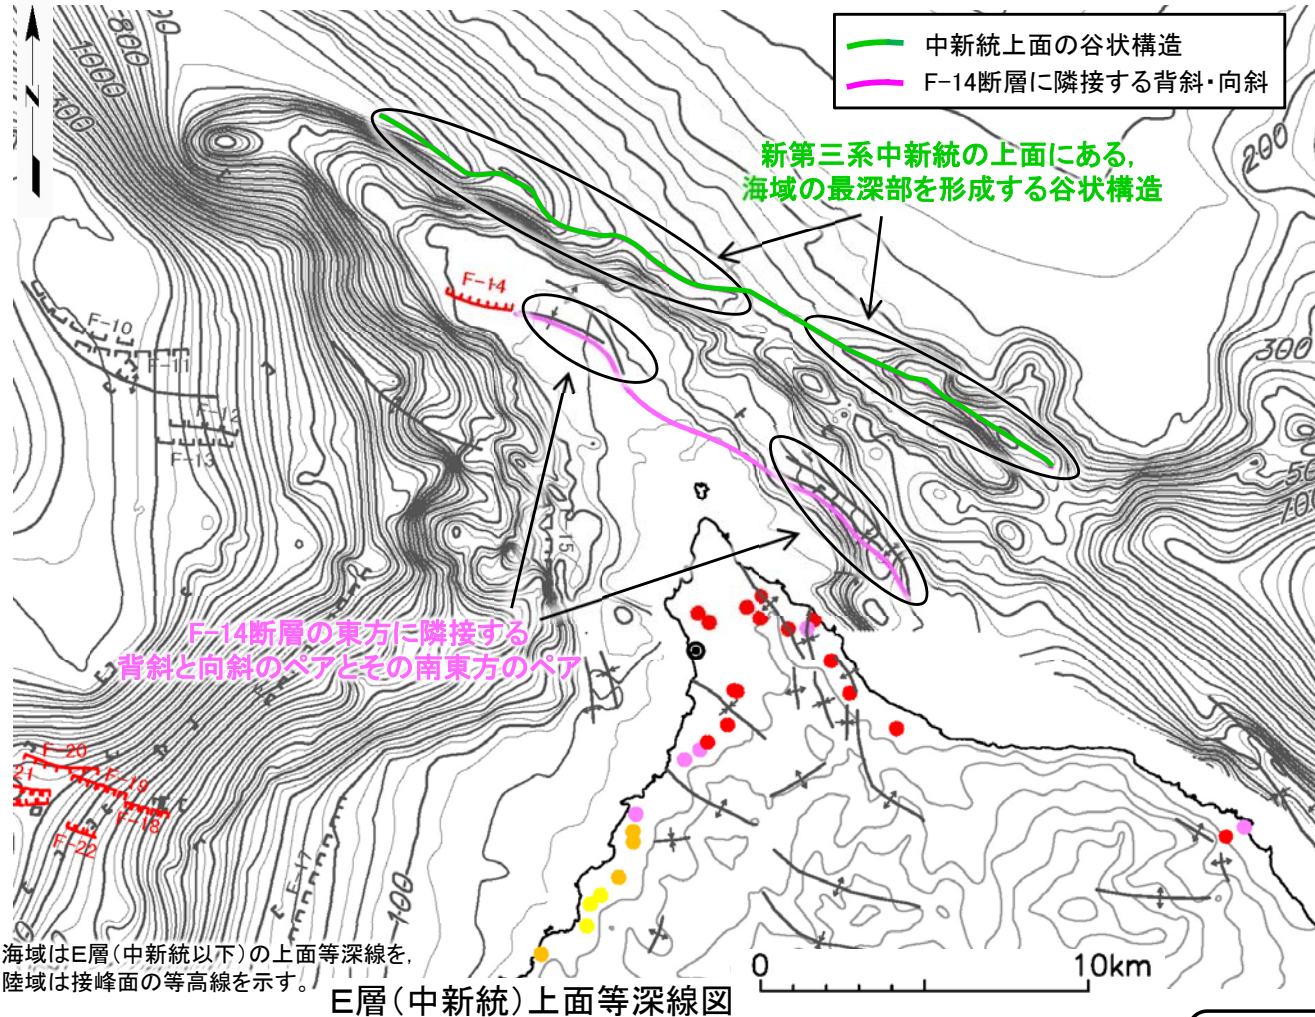 中新統上面の谷状構造
F-14断層に隣接する背斜・向斜
N
800
1000
200
新第三系中新統の上面にある,
海域の最深部を形成する谷状構造
F-14
F-10
F-11
F-12
F-13
300
F-15
F-14断層の東方に隣接する
背斜と向斜のペアとその南東方のペア
F-20
21
F-19
F-18
F-22
F-17
100
海域はE層(中新統以下)の上面等深線を,
陸域は接峰面の等高線を示す。
E層(中新統)上面等深線図
0
10km